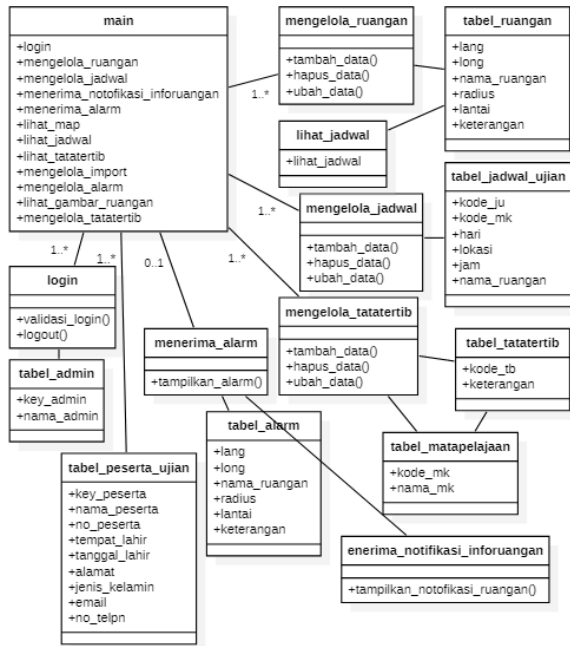 main
+login
+mengelola_ruangan
+mengelola_jadwal
+menerima_notofikasi_inforuangan
+menerima_alarm
+lihat_map
+lihat_jadwal
+lihat_tatatertib
+mengelola_import
+mengelola_alarm
+lihat_gambar_ruangan
+mengelola_tatatertib
mengelola_ruangan
+tambah_data()
+hapus_data()
+ubah_data()
tabel_ruangan
+lang
+long
+nama_ruangan
+radius
+lantai
+keterangan
1..*
lihat_jadwal
+lihat_jadwal
1..*
mengelola_jadwal
+tambah_data()
+hapus_data()
+ubah_data()
tabel_jadwal_ujian
+kode_ju
+kode_mk
+hari
+lokasi
+jam
+nama_ruangan
1..*
1..*
0..1
1..*
login
+validasi_login()
+logout()
mengelola_tatatertib
+tambah_data()
+hapus_data()
+ubah_data()
menerima_alarm
+tampilkan_alarm()
tabel_tatatertib
+kode_tb
+keterangan
tabel_admin
+key_admin
+nama_admin
tabel_alarm
+lang
+long
+nama_ruangan
+radius
+lantai
+keterangan
tabel_matapelajaan
+kode_mk
+nama_mk
tabel_peserta_ujian
+key_peserta
+nama_peserta
+no_peserta
+tempat_lahir
+tanggal_lahir
+alamat
+jenis_kelamin
+email
+no_telpn
enerima_notifikasi_inforuangan
+tampilkan_notofikasi_ruangan()